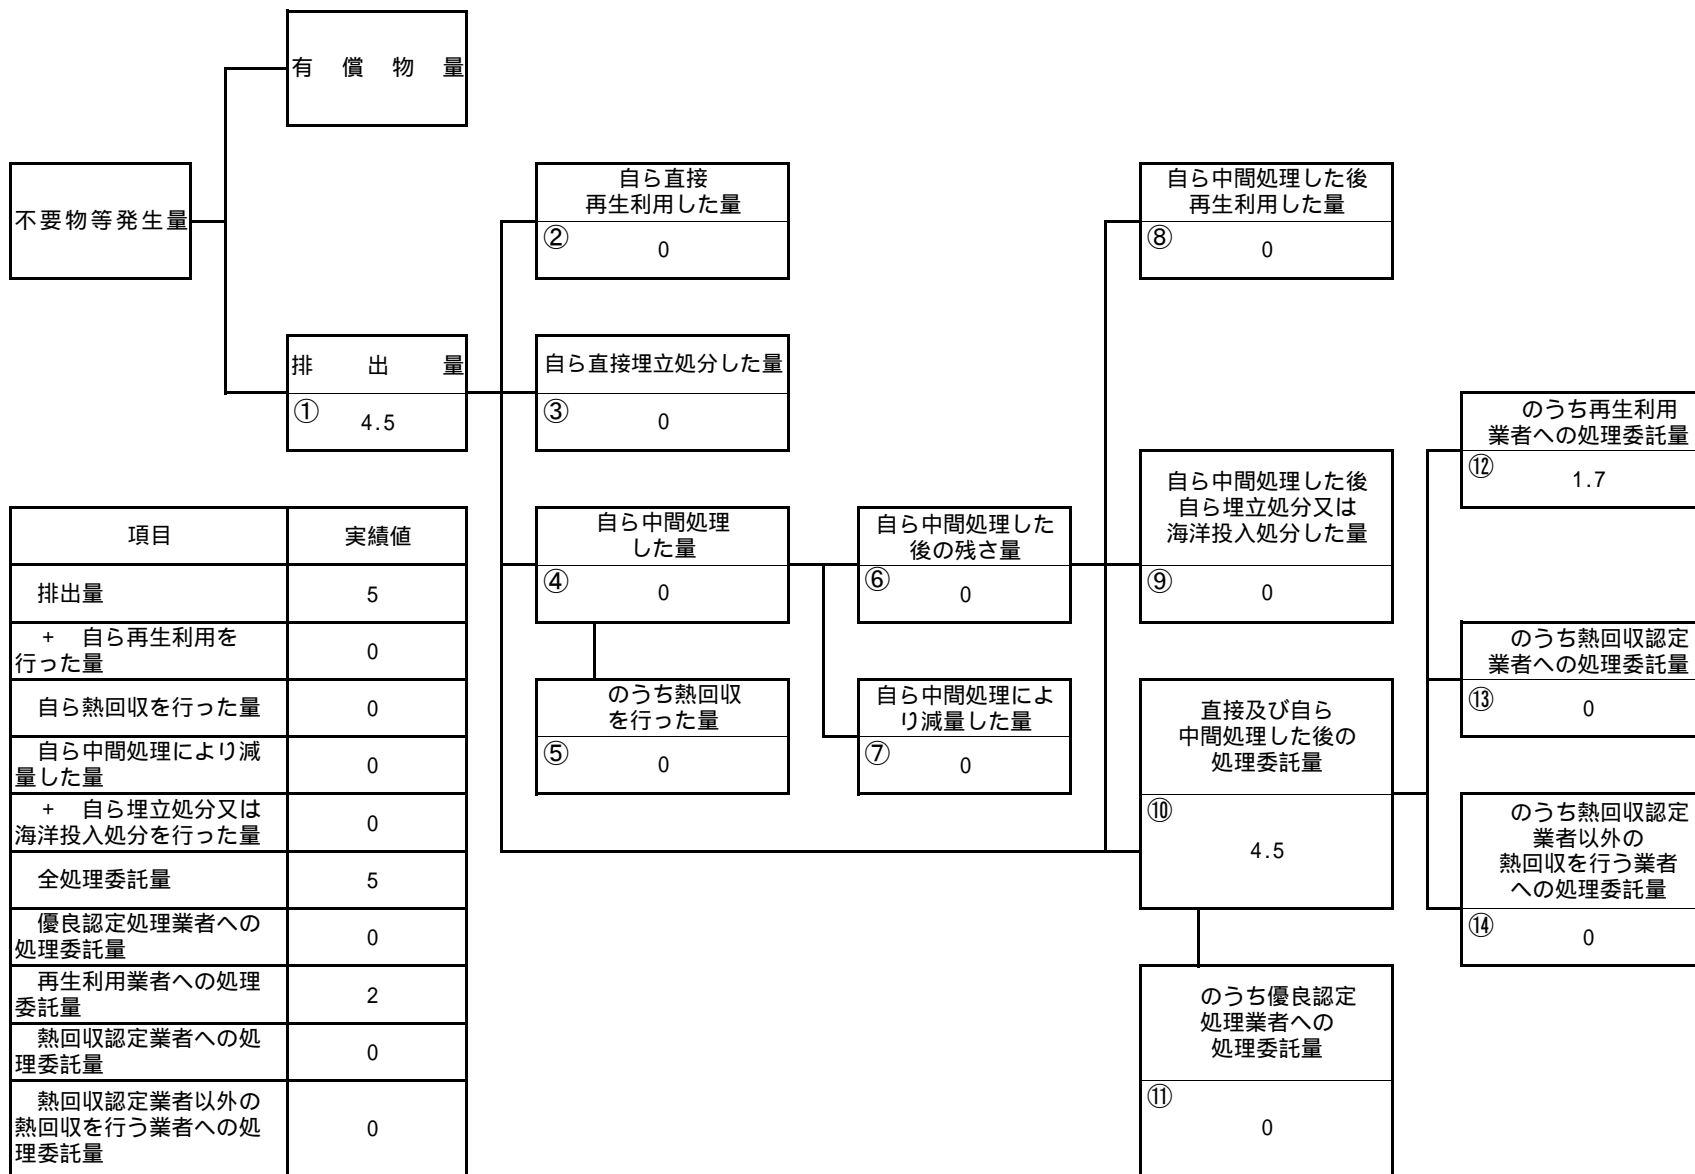 有償物量
不要物等発生量
自ら直接
再生利用した量
② 0
自ら中間処理した後
再生利用した量
⑧ 0
排出量
① 4.5
自ら直接埋立処分した量
③ 0
のうち再生利用
業者への処理委託量
⑫ 1.7
自ら中間処理した後
自ら埋立処分又は
海洋投入処分した量
⑨ 0
自ら中間処理
した量
④ 0
自ら中間処理した
後の残さ量
⑥ 0
のうち熱回収認定
業者への処理委託量
⑬ 0
のうち熱回収
を行った量
⑤ 0
自ら中間処理によ
り減量した量
⑦ 0
直接及び自ら
中間処理した後の
処理委託量
⑩
4.5
のうち熱回収認定
業者以外の
熱回収を行う業者
への処理委託量
⑭ 0
のうち優良認定
処理業者への
処理委託量
⑪
0
項目 実績値
排出量 5
+ 自ら再生利用を
行った量 0
自ら熱回収を行った量 0
自ら中間処理により減
量した量 0
+ 自ら埋立処分又は
海洋投入処分を行った量 0
全処理委託量 5
優良認定処理業者への
処理委託量 0
再生利用業者への処理
委託量 2
熱回収認定業者への処
理委託量 0
熱回収認定業者以外の
熱回収を行う業者への処
理委託量 0